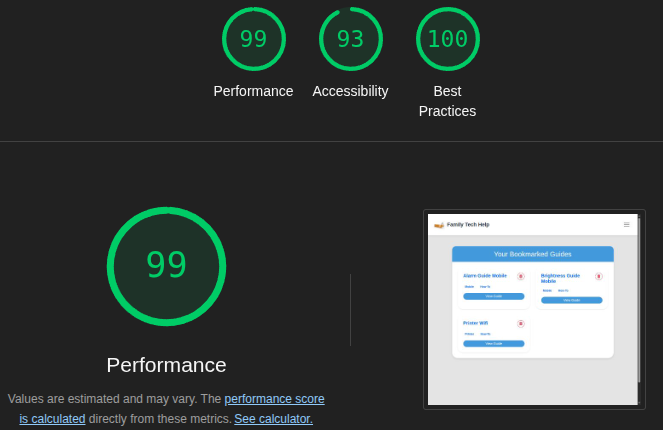 99
93
100
Performance
Accessibility
Best
Practices
99
Performance
Values are estimated and may vary. The performance score
is calculated directly from these metrics. See calculator.
Family Tech Help
Your Bookmarked Guides
Alarm Guide Mobile
Brightness Guide
Mobile
Mobile How-To
Mobile How-To
View Guide
View Guide
Printer Wifi
Printer How-To
View Guide